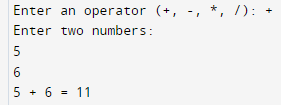 Enter an operator (+, -, *, /): +
Enter two numbers:
5
6
5 + 6 = 11